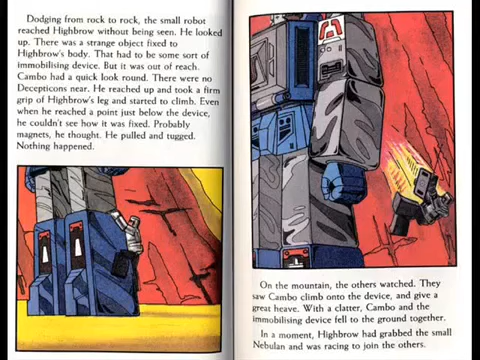 Dodging from rock to rock, the small robot
reached Highbrow without being seen. He looked
up. There was a strange object fixed to
Highbrow's body. That had to be some sort of
immobilising device. But it was out of reach.
Cambo had a quick look round. There were no
Decepticons near. He reached up and took a firm
grip of Highbrow's leg and started to climb. Even
when he reached a point just below the device,
he couldn't see how it was fixed. Probably
magnets, he thought. He pulled and tugged.
Nothing happened.
On the mountain, the others watched. They
saw Cambo climb onto the device, and give a
great heave. With a clatter, Cambo and the
immobilising device fell to the ground together.
In a moment, Highbrow had grabbed the small
Nebulan and was racing to join the others.